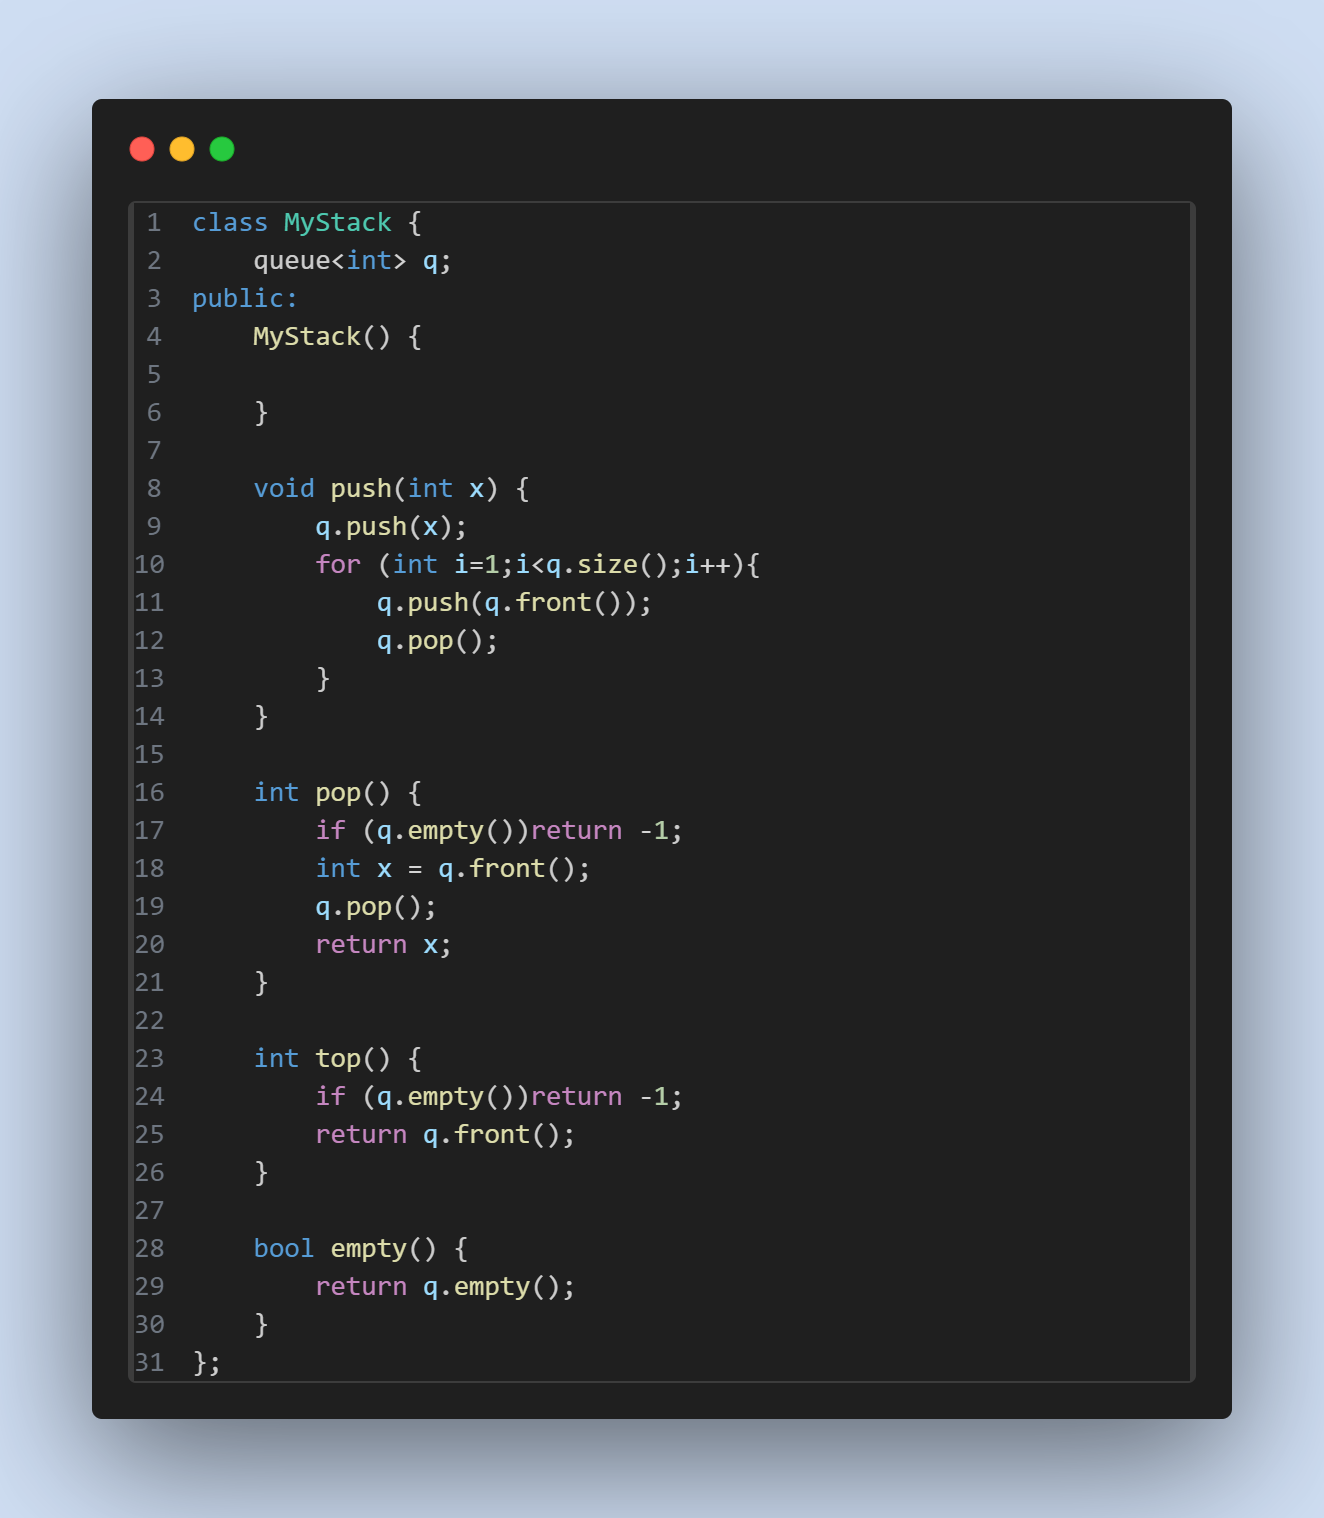 1 class MyStack {
2     queue<int> q;
3 public:
4     MyStack() {
5
6     }
7
8     void push(int x) {
9         q.push(x);
10         for (int i=1;i<q.size();i++){
11             q.push(q.front());
12             q.pop();
13         }
14     }
15
16     int pop() {
17         if (q.empty())return -1;
18         int x = q.front();
19         q.pop();
20         return x;
21     }
22
23     int top() {
24         if (q.empty())return -1;
25         return q.front();
26     }
27
28     bool empty() {
29         return q.empty();
30     }
31 };